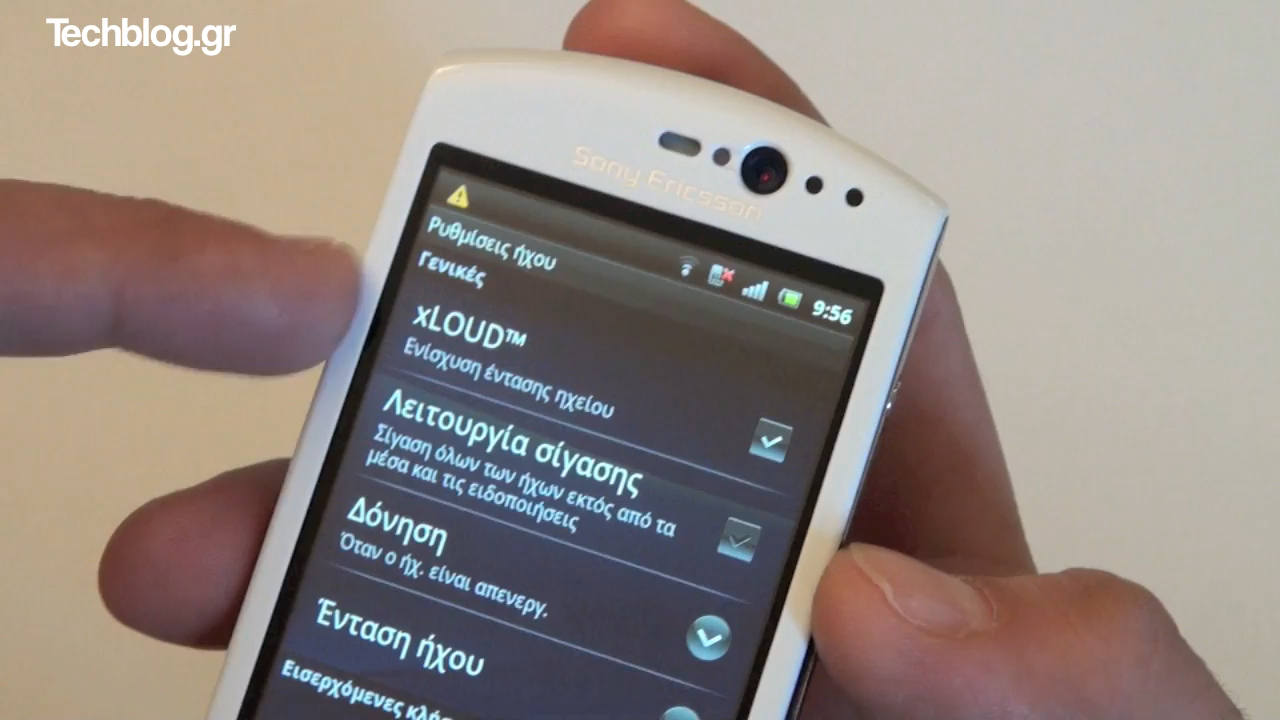 Techblog.gr
Sony Ericsson
9:56
Ρυθμίσεις ήχου
Γενικές
xLOUD™
Ενίσχυση έντασης ηχείου
Λειτουργία σίγασης
Σίγαση όλων των ήχων εκτός από τα
μέσα και τις ειδοποιήσεις
Δόνηση
Όταν ο ήχ. είναι απενεργ.
Ένταση ήχου
Εισερχόμενες